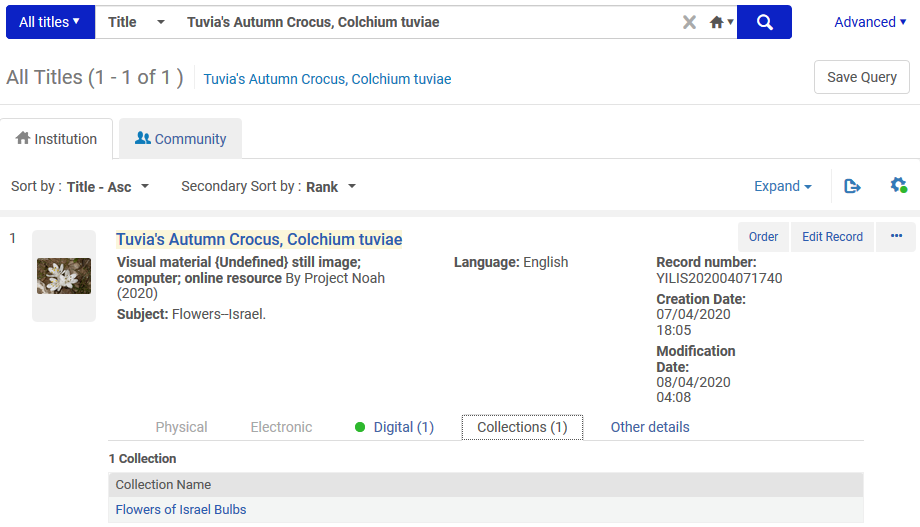 All titles Title Tuvia's Autumn Crocus, Colchium tuviae Advanced
All Titles (1 - 1 of 1 ) Tuvia's Autumn Crocus, Colchium tuviae Save Query
Institution Community
Sort by : Title - Asc Secondary Sort by : Rank Expand
1 Tuvia's Autumn Crocus, Colchium tuviae Order Edit Record
Visual material {Undefined} still image;
computer; online resource By Project Noah
(2020)
Subject: Flowers--Israel.
Language: English
Record number:
YILIS202004071740
Creation Date:
07/04/2020
18:05
Modification
Date:
08/04/2020
04:08
Physical Electronic Digital (1) Collections (1) Other details
1 Collection
Collection Name
Flowers of Israel Bulbs